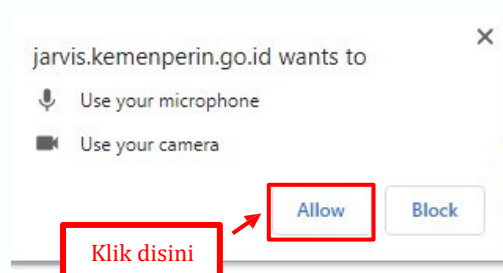 jarvis.kemenperin.go.id wants to
Use your microphone
Use your camera
Allow
Block
Klik disini